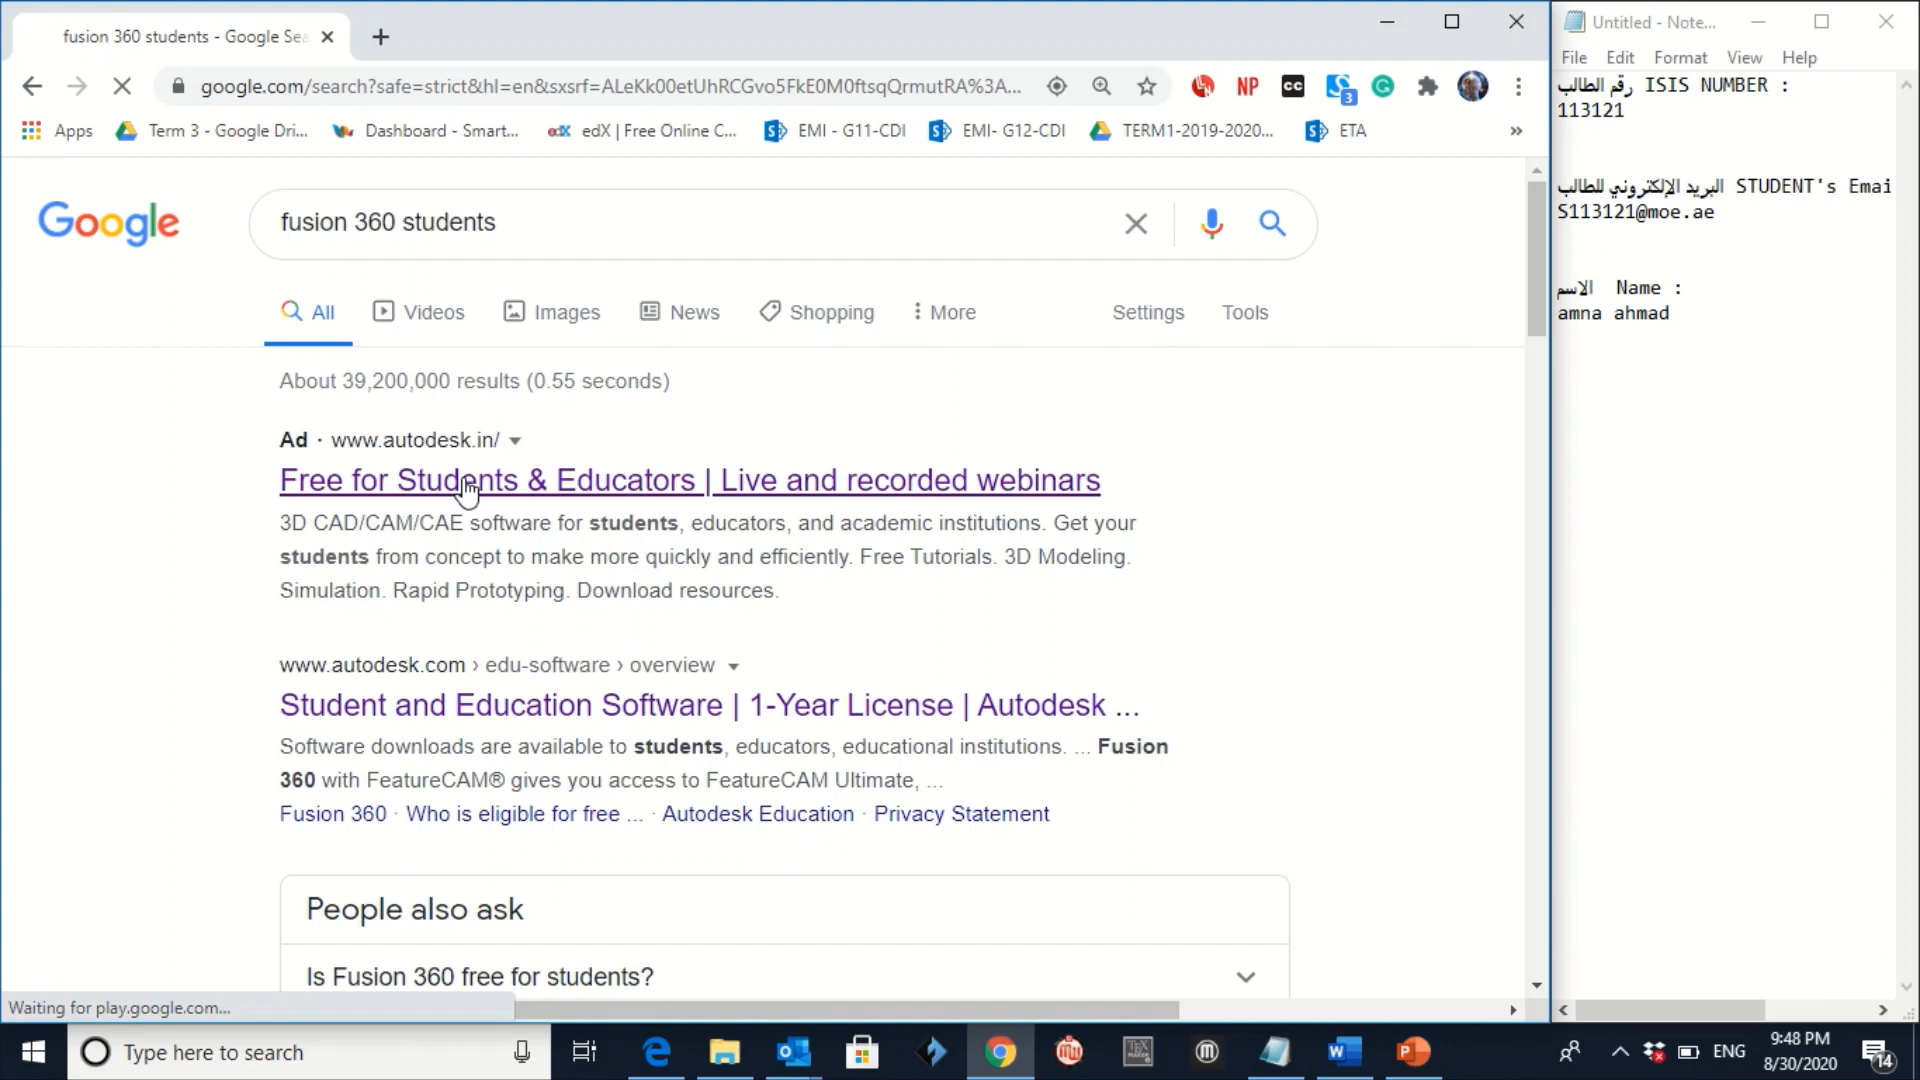 fusion 360 students - Google Sea
Untitled - Note...
File Edit Format View Help
google.com/search?safe=strict&hl=en&sxsrf=ALeKk00etUhRCGvo5FkE0M0ftsqQrmutRA%3A...
NP
CC
3
Apps
Term 3 - Google Dri...
Dashboard - Smart...
edX
edX | Free Online C...
EMI - G11-CDI
EMI- G12-CDI
TERM1-2019-2020...
ETA
»
رقم الطالب ISIS NUMBER :
113121
البريد الإلكتروني للطالب STUDENT's Emai
S113121@moe.ae
الاسم Name :
amna ahmad
Google
fusion 360 students
All
Videos
Images
News
Shopping
More
Settings
Tools
About 39,200,000 results (0.55 seconds)
Ad · www.autodesk.in/
Free for Students & Educators | Live and recorded webinars
3D CAD/CAM/CAE software for students, educators, and academic institutions. Get your
students from concept to make more quickly and efficiently. Free Tutorials. 3D Modeling.
Simulation. Rapid Prototyping. Download resources.
www.autodesk.com › edu-software › overview
Student and Education Software | 1-Year License | Autodesk ...
Software downloads are available to students, educators, educational institutions. ... Fusion
360 with FeatureCAM® gives you access to FeatureCAM Ultimate, ...
Fusion 360 · Who is eligible for free ... · Autodesk Education · Privacy Statement
People also ask
Is Fusion 360 free for students?
Waiting for play.google.com...
Type here to search
ENG
9:48 PM
8/30/2020
14